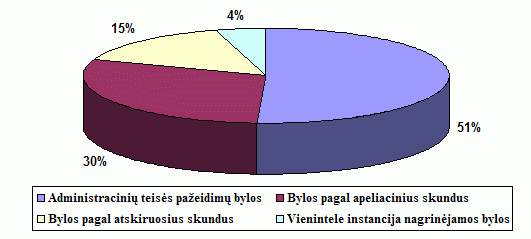 4%
15%
51%
30%
Administracinių teisės pažeidimų bylos
Bylos pagal apeliacinius skundus
Bylos pagal atskiruosius skundus
Vienintele instancija nagrinėjamos bylos